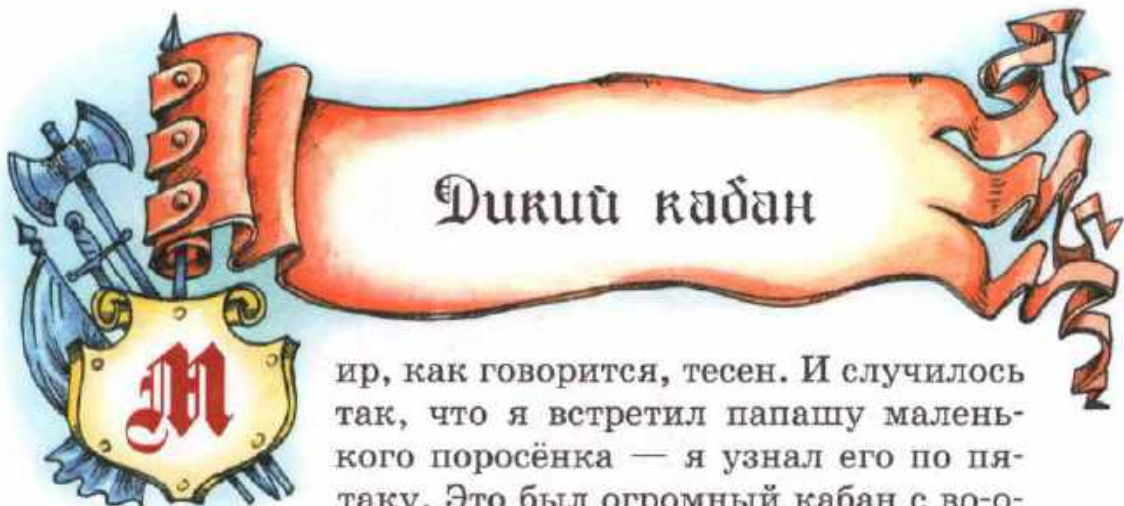 Дикий кабан
Мир, как говорится, тесен. И случилось
так, что я встретил папашу малень-
кого поросёнка — я узнал его по пя-
таку. Это был огромный кабан с во-о-